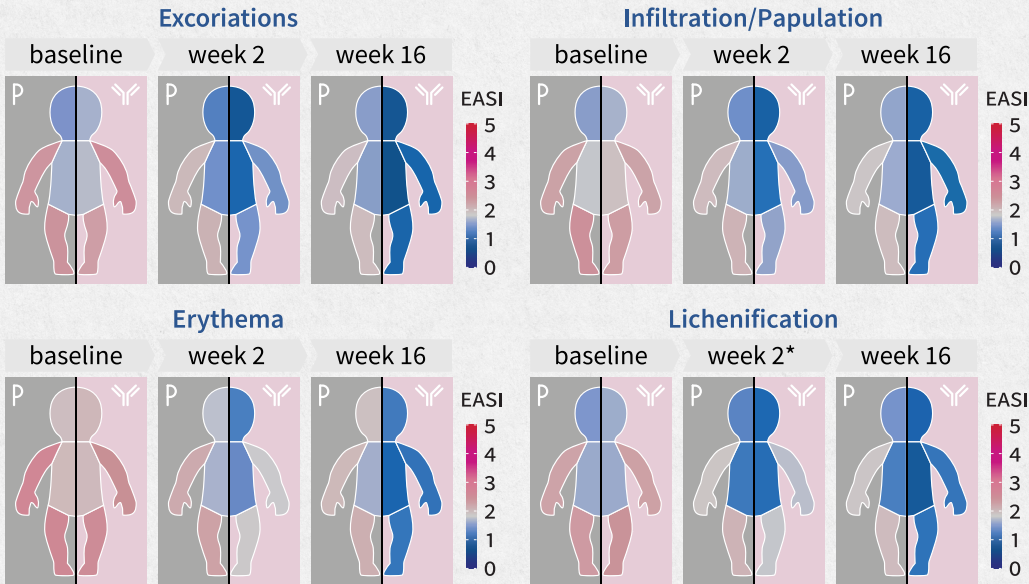 Excoriations
baseline week 2 week 16
P P P
EASI
5
4
3
2
1
0
Infiltration/Papulation
baseline week 2 week 16
P P P
EASI
5
4
3
2
1
0
Erythema
baseline week 2 week 16
P P P
EASI
5
4
3
2
1
0
Lichenification
baseline week 2* week 16
P P P
EASI
5
4
3
2
1
0